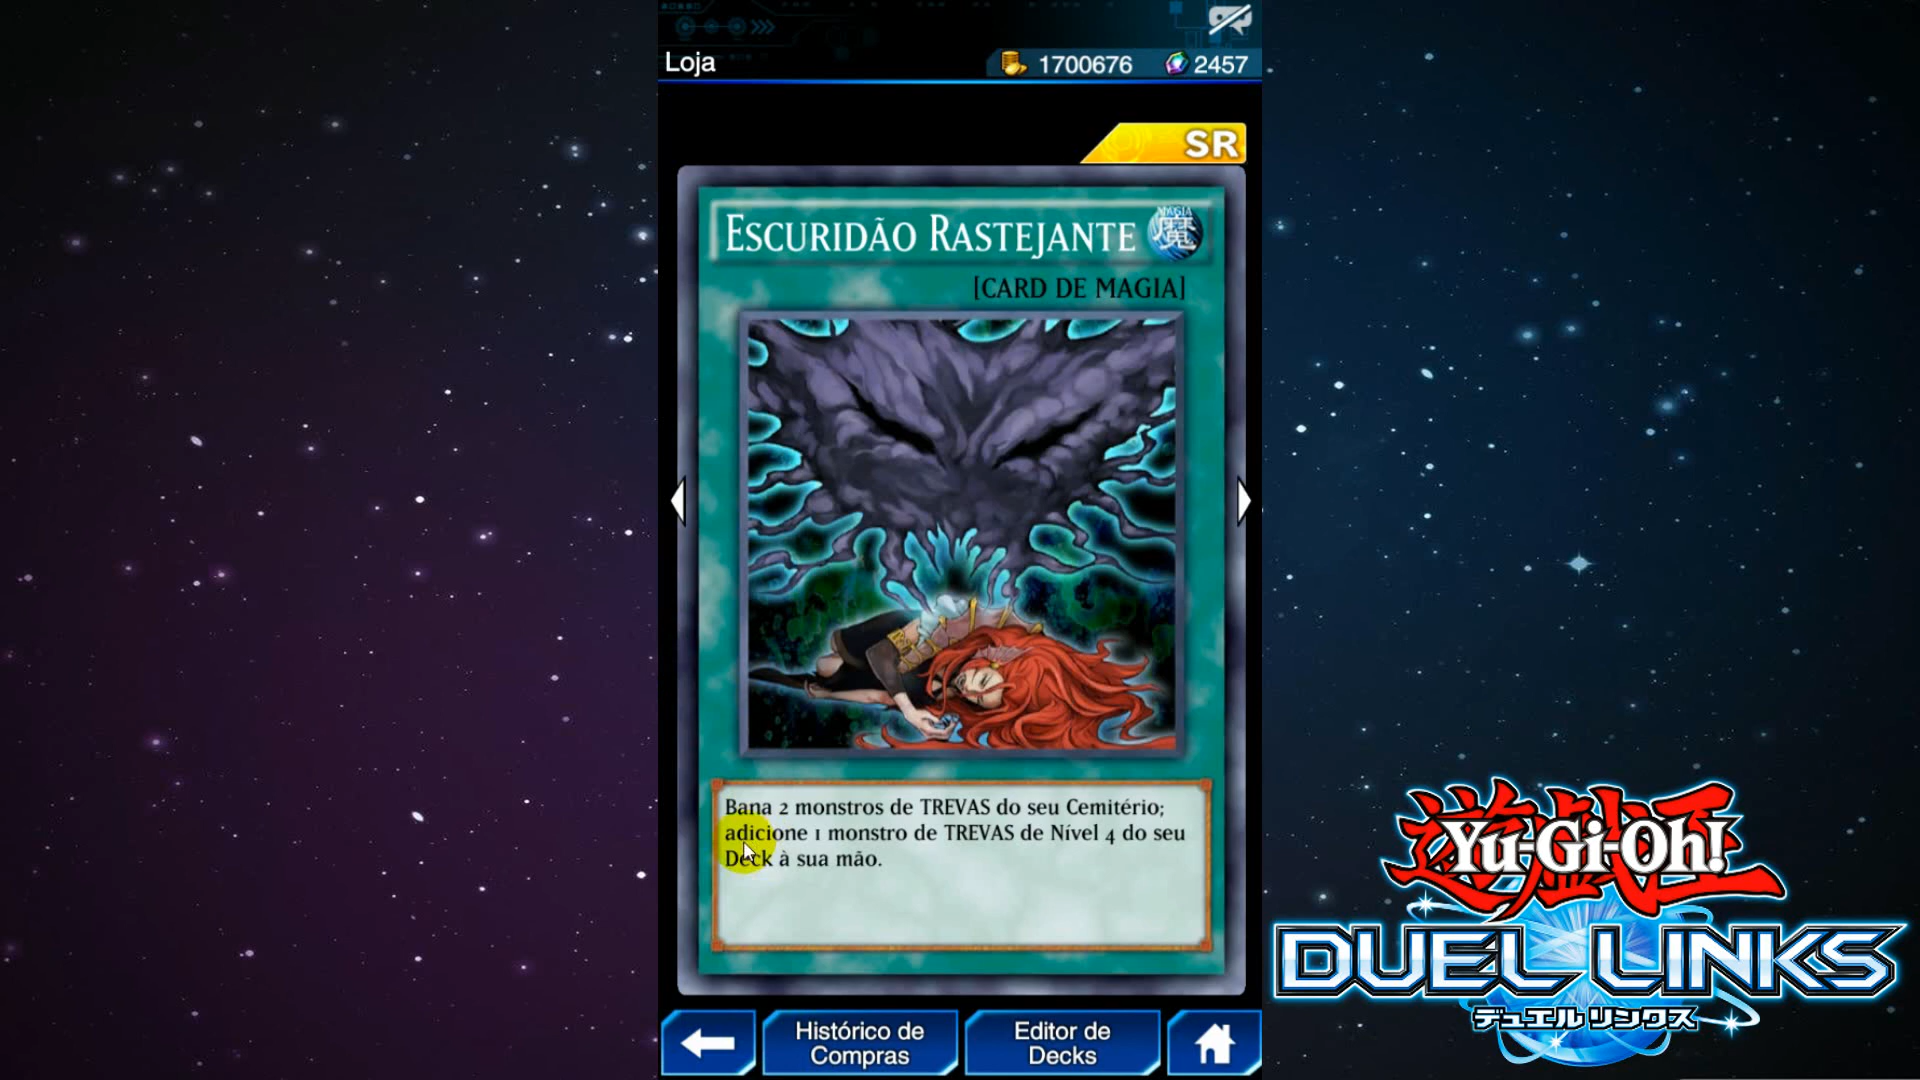 Loja
1700676
2457
SR
ESCURIDÃO RASTEJANTE
MAGIA
魔
[CARD DE MAGIA]
Bana 2 monstros de TREVAS do seu Cemitério;
adicione 1 monstro de TREVAS de Nível 4 do seu
Deck à sua mão.
Histórico de
Compras
Editor de
Decks
遊戯王
Yu-Gi-Oh!
DUEL LINKS
デュエル リンクス